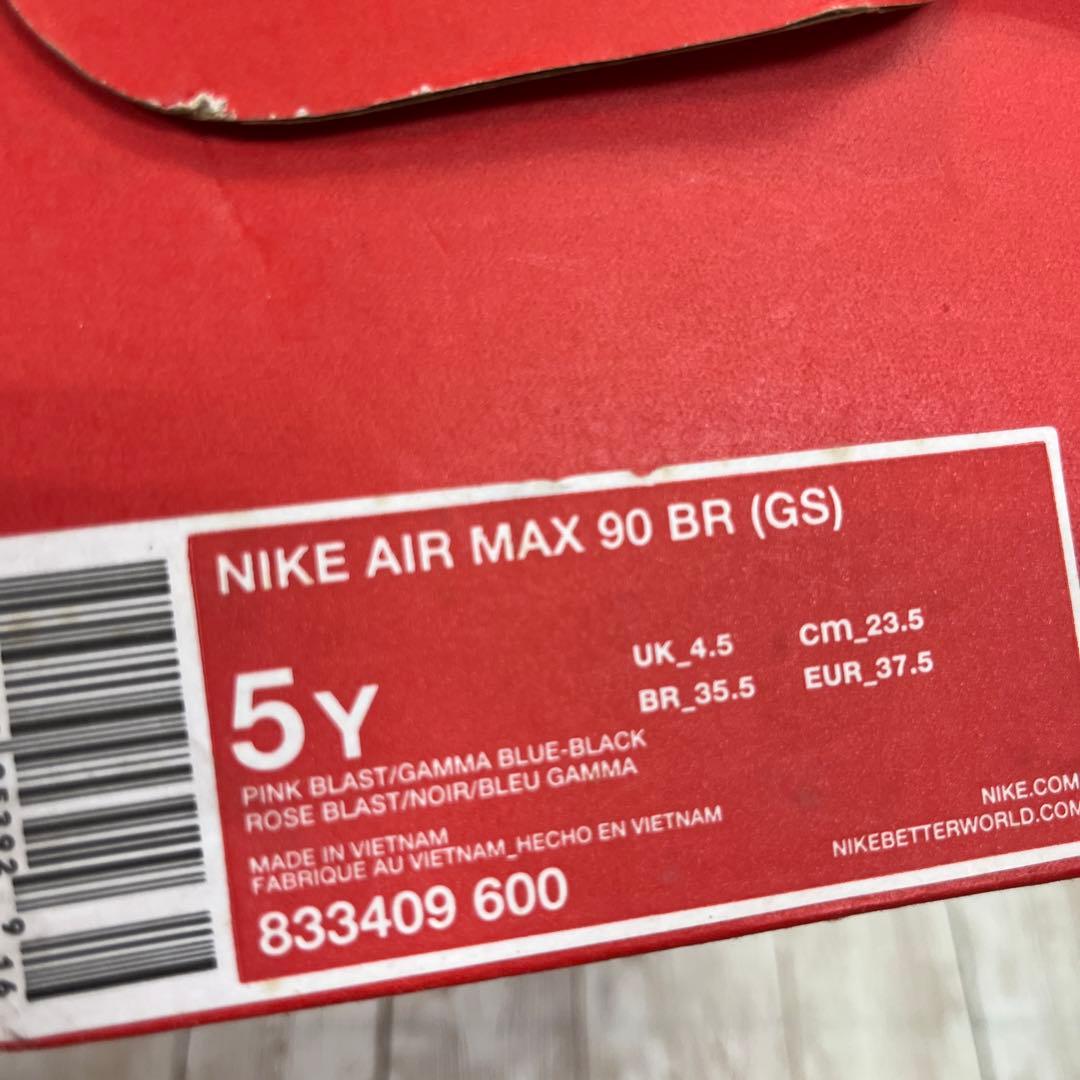 NIKE AIR MAX 90 BR (GS)
5Y
UK_4.5 cm_23.5
BR_35.5 EUR_37.5
PINK BLAST/GAMMA BLUE-BLACK
ROSE BLAST/NOIR/BLEU GAMMA
MADE IN VIETNAM
FABRIQUE AU VIETNAM_HECHO EN VIETNAM
833409 600
NIKE.COM
NIKEBETTERWORLD.COM